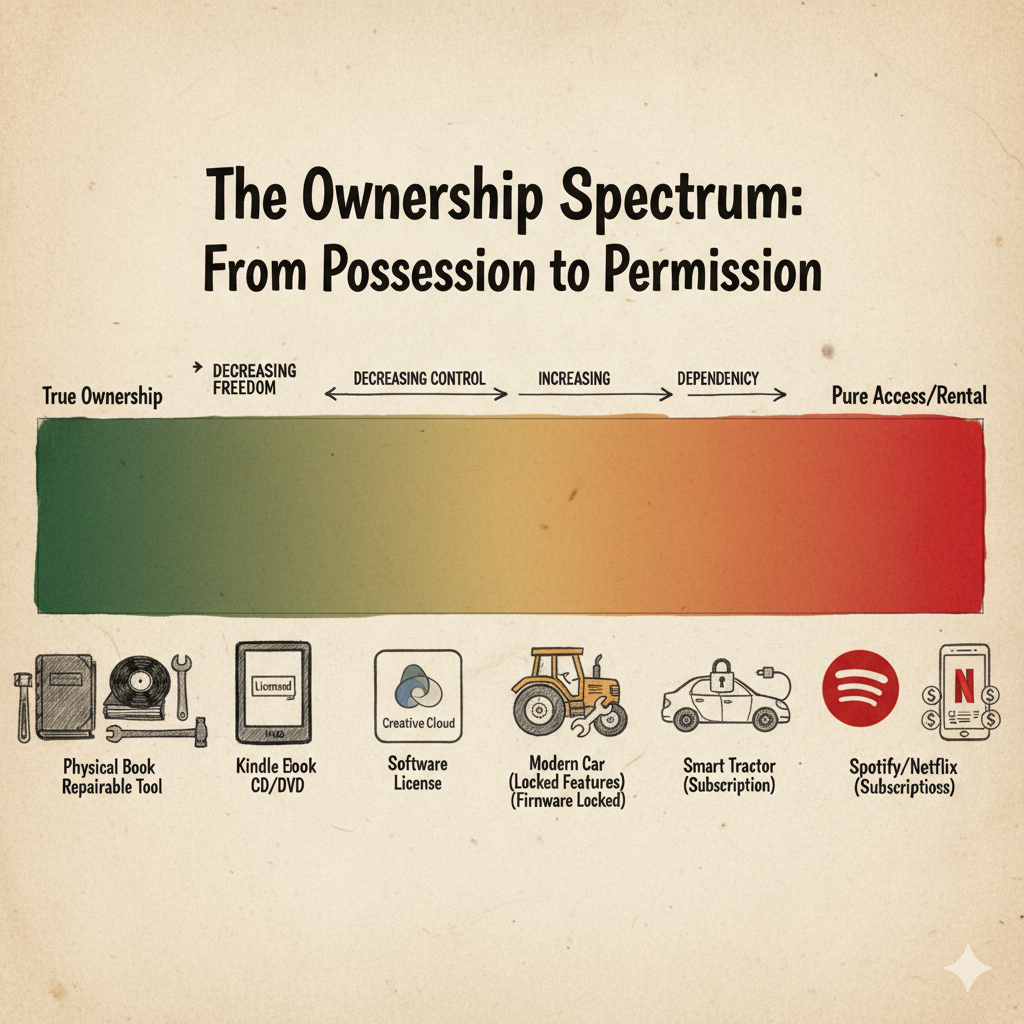 The Ownership Spectrum:
From Possession to Permission
True Ownership
DECREASING
FREEDOM
DECREASING CONTROL
INCREASING
DEPENDENICY
Pure Access/Rental
Creative Cloud
N
Physical Book
Repairable Tool
Kindle Ebook
CD/DVD
Software
License
Modern Car
(Locked Features)
(Firnware Locked)
Smart Tractor
(Subscription)
Spotify/Netflix
(Subscriptioss)